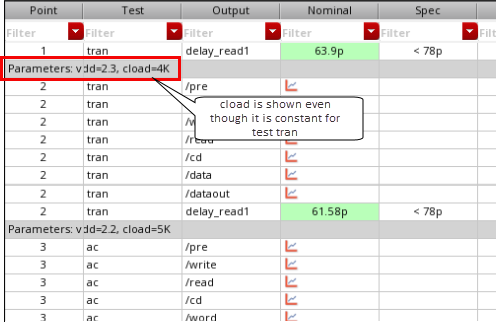 Point Test Output Nominal Spec
Filter Filter Filter Filter Filter Fil
1 tran delay_read1 63.9p < 78p
Parameters: vdd=2.3, cload=4K
2 tran /pre
2 tran
2 tran
2 tran
2 tran /cd
2 tran /data
2 tran /dataout
2 tran delay_read1 61.58p < 78p
Parameters: vdd=2.2, cload=5K
3 ac /pre
3 ac /write
3 ac /read
3 ac /cd
3 ac /word
cload is shown even
though it is constant for
test tran